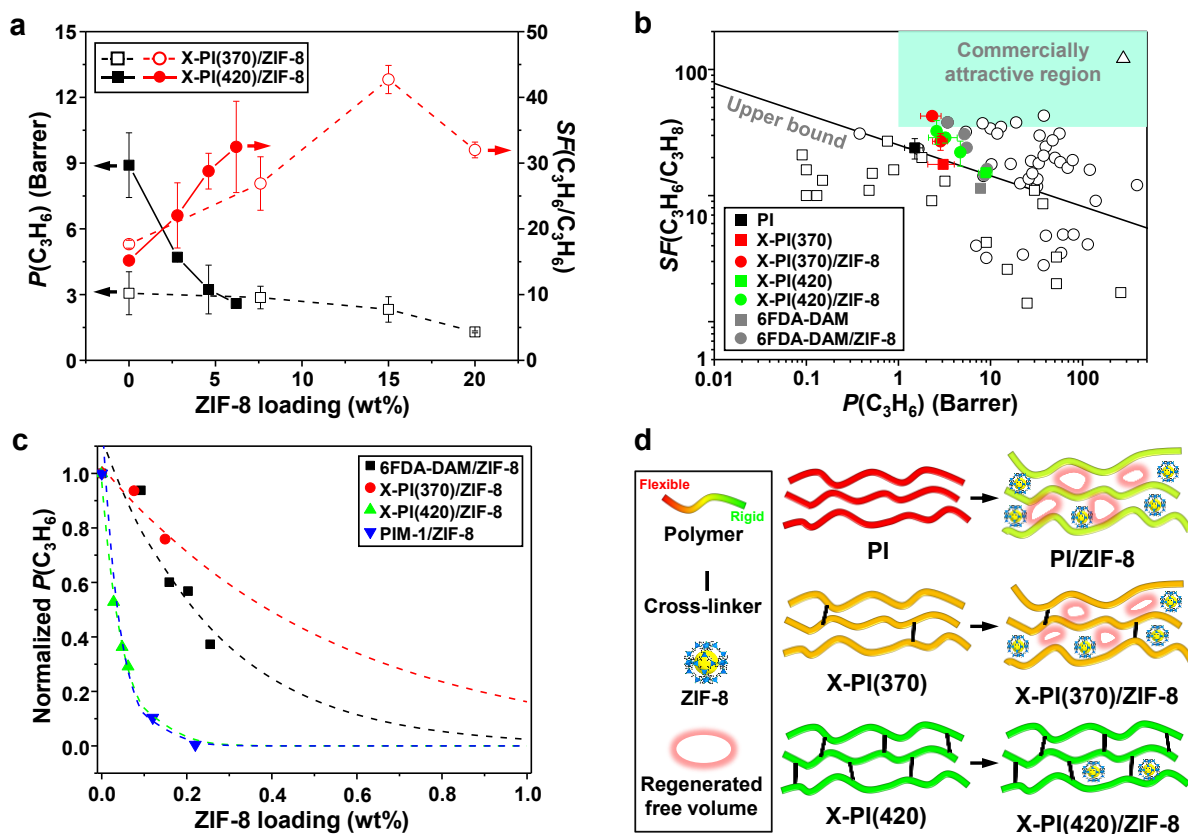 a
15
12
9
6
3
0
P(C3H6) (Barrer)
X-PI(370)/ZIF-8
X-PI(420)/ZIF-8
50
40
30
20
10
0
SF(C3H6/C3H6)
0
5
10
15
20
ZIF-8 loading (wt%)
b
100
10
1
SF(C3H6/C3H8)
Commercially
attractive region
Upper bound
PI
X-PI(370)
X-PI(370)/ZIF-8
X-PI(420)
X-PI(420)/ZIF-8
6FDA-DAM
6FDA-DAM/ZIF-8
0.01
0.1
1
10
100
P(C3H6) (Barrer)
c
1.0
0.8
0.6
0.4
0.2
0.0
Normalized P(C3H6)
6FDA-DAM/ZIF-8
X-PI(370)/ZIF-8
X-PI(420)/ZIF-8
PIM-1/ZIF-8
0.0
0.2
0.4
0.6
0.8
1.0
ZIF-8 loading (wt%)
d
Flexible
Rigid
Polymer
Cross-linker
ZIF-8
Regenerated
free volume
PI
PI/ZIF-8
X-PI(370)
X-PI(370)/ZIF-8
X-PI(420)
X-PI(420)/ZIF-8